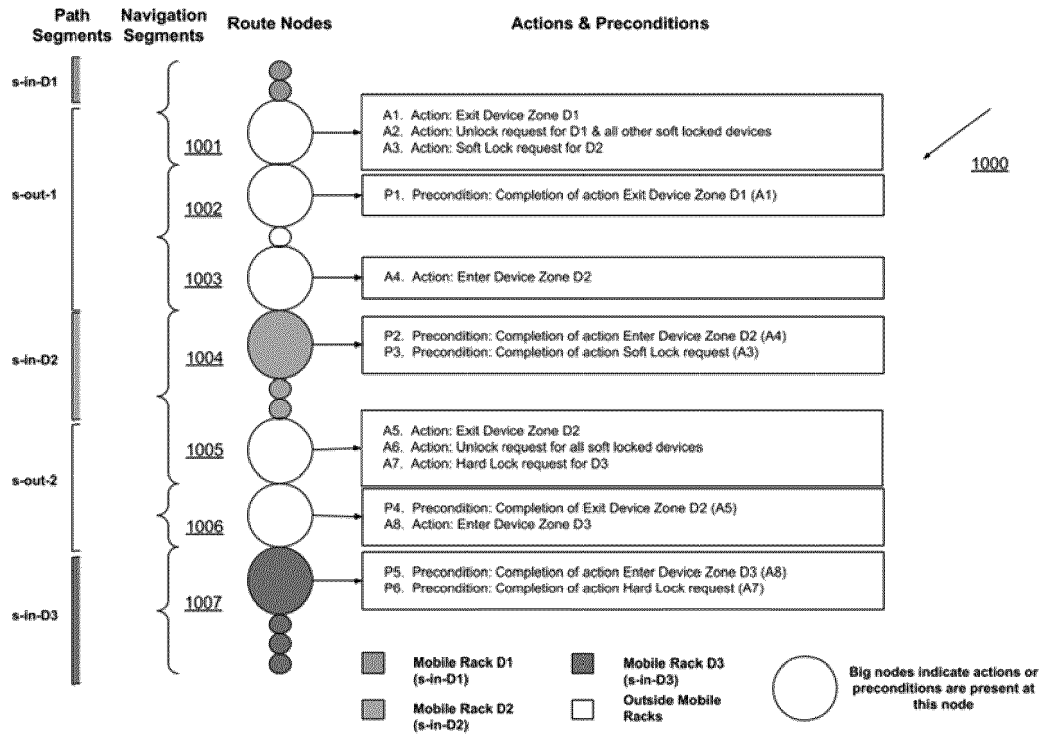 Path Segments
Navigation Segments
Route Nodes
Actions & Preconditions
s-in-D1
1001
A1. Action: Exit Device Zone D1
A2. Action: Unlock request for D1 & all other soft locked devices
A3. Action: Soft Lock request for D2
1000
s-out-1
1002
P1. Precondition: Completion of action Exit Device Zone D1 (A1)
1003
A4. Action: Enter Device Zone D2
s-in-D2
1004
P2. Precondition: Completion of action Enter Device Zone D2 (A4)
P3. Precondition: Completion of action Soft Lock request (A3)
1005
A5. Action: Exit Device Zone D2
A6. Action: Unlock request for all soft locked devices
A7. Action: Hard Lock request for D3
s-out-2
1006
P4. Precondition: Completion of Exit Device Zone D2 (A5)
A8. Action: Enter Device Zone D3
s-in-D3
1007
P5. Precondition: Completion of action Enter Device Zone D3 (A8)
P6. Precondition: Completion of action Hard Lock request (A7)
Mobile Rack D1
(s-in-D1)
Mobile Rack D2
(s-in-D2)
Mobile Rack D3
(s-in-D3)
Outside Mobile
Racks
Big nodes indicate actions or
preconditions are present at
this node